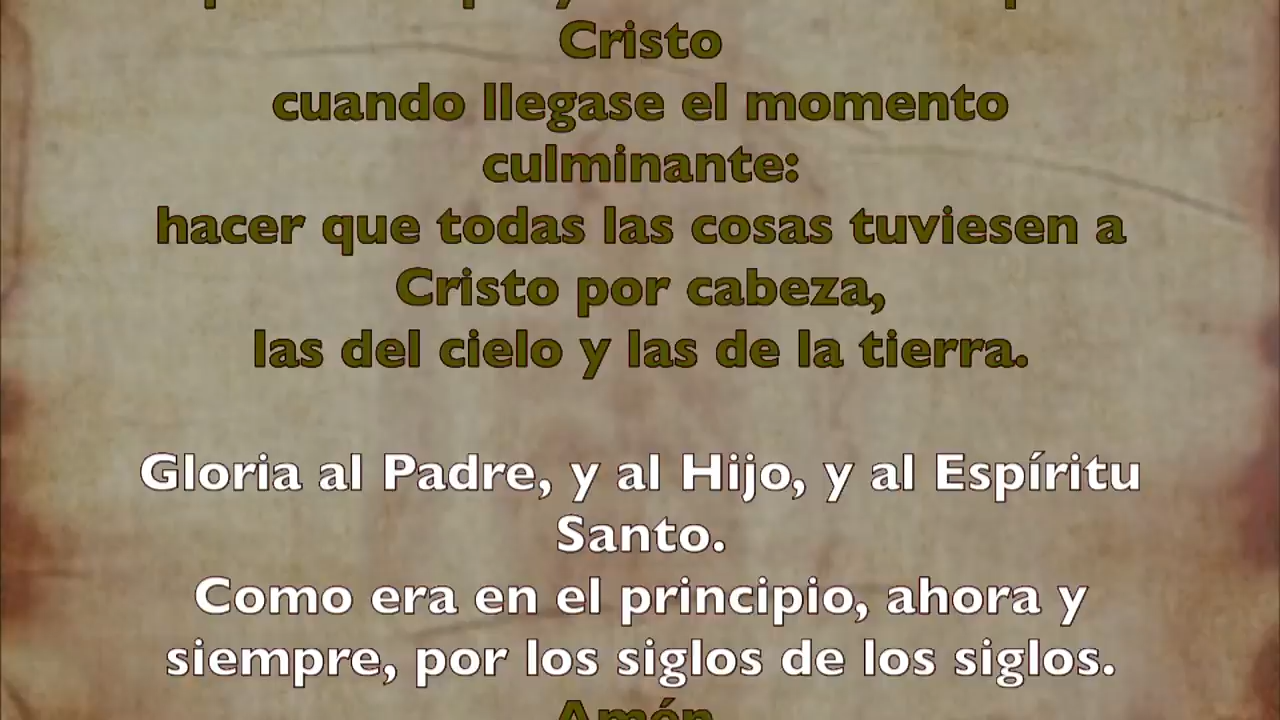 Cristo
cuando llegase el momento
culminante:
hacer que todas las cosas tuviesen a
Cristo por cabeza,
las del cielo y las de la tierra.
Gloria al Padre, y al Hijo, y al Espíritu
Santo.
Como era en el principio, ahora y
siempre, por los siglos de los siglos.
Amén